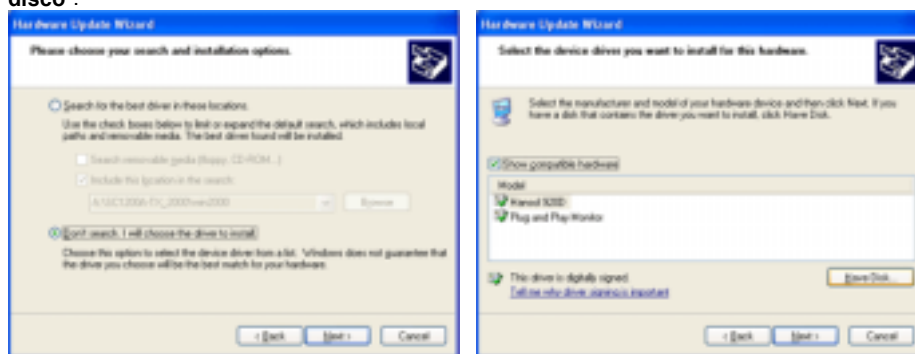 disco".
Hardware Update Wizard
Please choose your search and installation options.
Search for the best driver in these locations.
Use the check boxes below to limit or expand the default search, which includes local
paths and removable media. The best driver found will be installed.
Search removable media (floppy, CD-ROM...)
Include this location in the search:
Browse
Don't search. I will choose the driver to install.
Choose this option to select the device driver from a list. Windows does not guarantee that
the driver you choose will be the best match for your hardware.
< Back
Next >
Cancel
Hardware Update Wizard
Select the device driver you want to install for this hardware.
Select the manufacturer and model of your hardware device and then click Next. If you
have a disk that contains the driver you want to install, click Have Disk.
Show compatible hardware
Model
Hansol 920D
Plug and Play Monitor
This driver is digitally signed.
Tell me why driver signing is important
Have Disk...
< Back
Next >
Cancel